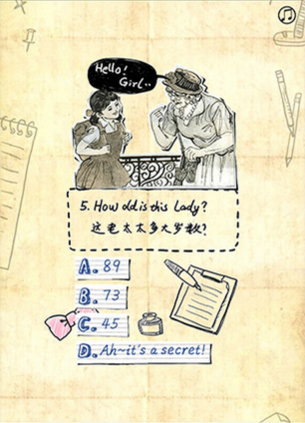 Hello!
Girl..
5. How old is this Lady?
这老太太多大岁数?
A. 89
B. 73
C. 45
D. Ah~it's a secret!